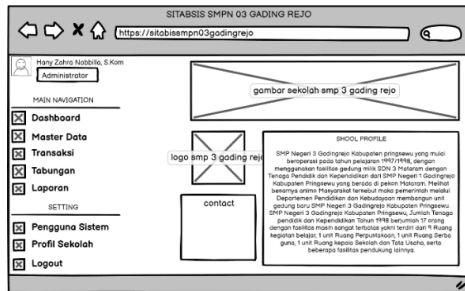 SITABSIS SMPN 03 GADING REJO
https://sitabissmpn03gadingrejo
Hany Zahra Nabbila, S.Kom
Administrator
MAIN NAVIGATION
Dashboard
Master Data
Transaksi
Tabungan
Laporan
SETTING
Pengguna Sistem
Profil Sekolah
Logout
gambar sekolah smp 3 gading rejo
logo smp 3 gading rejo
contact
SHOOL PROFILE
SMP Negeri 3 Gadingrejo Kabupaten pringsewu yang mulai
beroperasi pada tahun pelajaran 1997/1998, dengan
menggunakan fasilitas gedung milik SDN 3 Mataram dengan
Tenaga Pendidik dan Kependidikan dari SMP Negeri 1 Gadingrejo
Kabupaten Pringsewu yang berada di pekon Mataram. Melihat
besarnya animo Masyarakat tersebut maka pemerintah melalui
Departemen Pendidikan dan Kebudayaan membangun unit
gedung baru SMP Negeri 3 Gadingrejo Kabupaten Pringsewu
SMP Negeri 3 Gadingrejo Kabupaten Pringsewu, Jumlah Tenaga
pendidik dan Kependidikan Tahun 1998 berjumlah 17 orang
dengan fasilitas masih sangat terbatas yakni terdiri dari 9 Ruang
kegiatan belajar, 1 unit Ruang Perpustakaan, 1 unit Ruang Serba
guna, 1 unit Ruang kepala Sekolah dan Tata Usaha, serta
beberapa fasilitas pendukung lainnya.